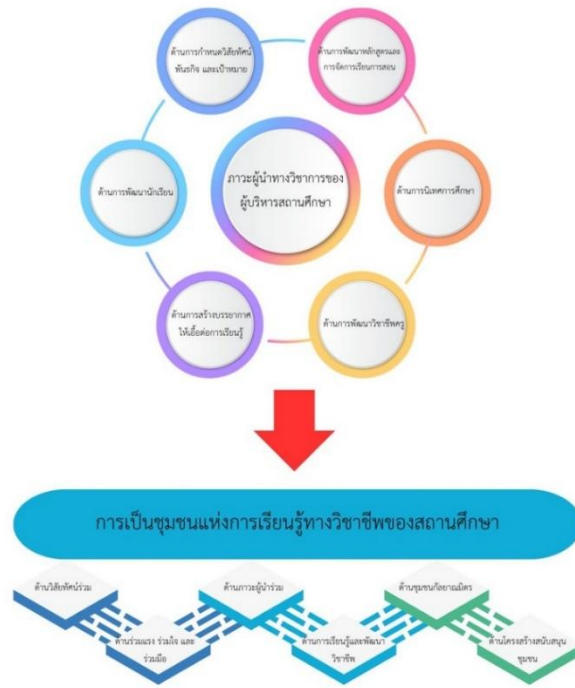 ด้านการกำหนดวิสัยทัศน์
พันธกิจ และเป้าหมาย
ด้านการพัฒนาหลักสูตรและ
การจัดการเรียนการสอน
ภาวะผู้นำทางวิชาการของ
ผู้บริหารสถานศึกษา
ด้านการพัฒนานักเรียน
ด้านการนิเทศการศึกษา
ด้านการสร้างบรรยากาศ
ให้เอื้อต่อการเรียนรู้
ด้านการพัฒนาวิชาชีพครู
การเป็นชุมชนแห่งการเรียนรู้ทางวิชาชีพของสถานศึกษา
ด้านวิสัยทัศน์ร่วม
ด้านภาวะผู้นำร่วม
ด้านชุมชนกัลยาณมิตร
ด้านร่วมแรง ร่วมใจ และ
ร่วมมือ
ด้านการเรียนรู้และพัฒนา
วิชาชีพ
ด้านโครงสร้างสนับสนุน
ชุมชน